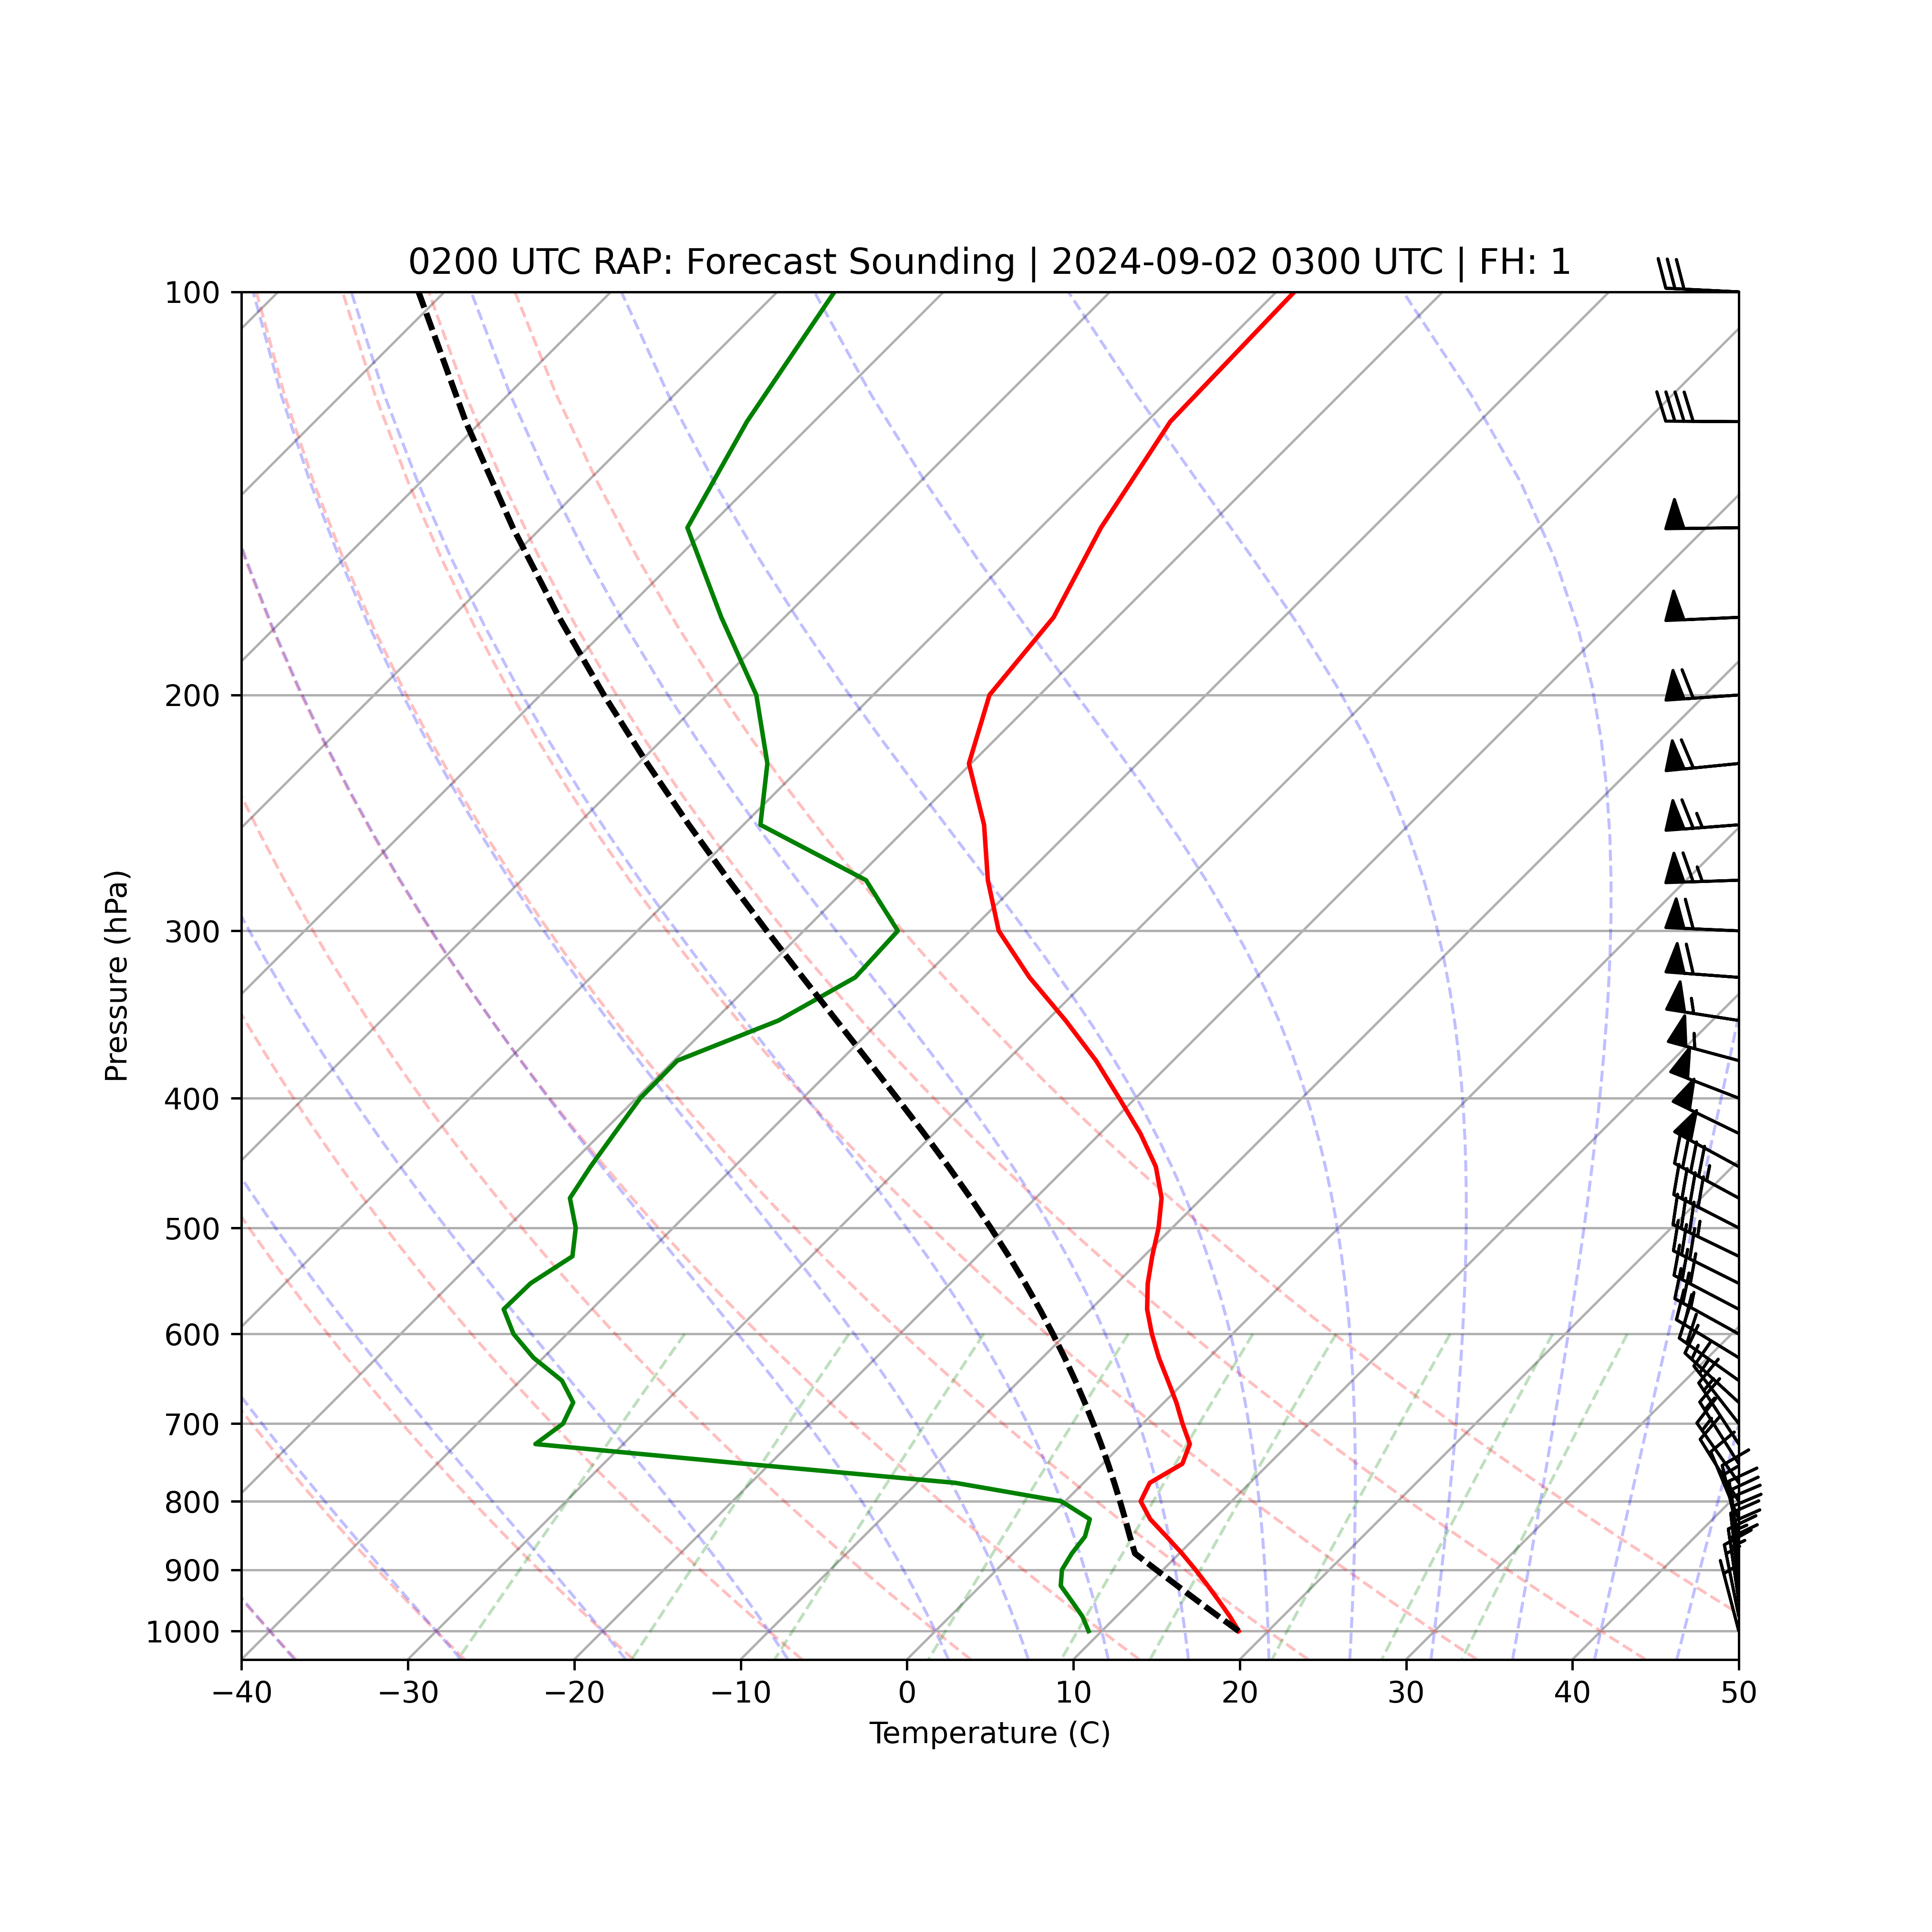 0200 UTC RAP: Forecast Sounding | 2024-09-02 0300 UTC | FH: 1
100
200
300
400
500
600
700
800
900
1000
Pressure (hPa)
−40 −30 −20 −10 0 10 20 30 40 50
Temperature (C)